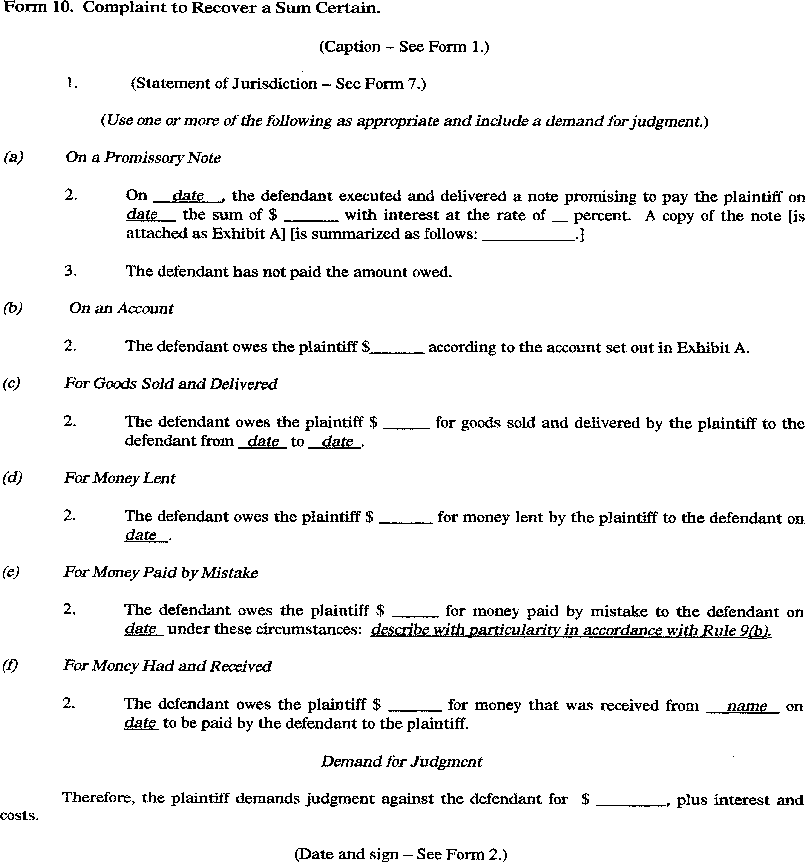 Form 10. Complaint to Recover a Sum Certain.
(Caption – See Form 1.)
1. (Statement of Jurisdiction – See Form 7.)
(Use one or more of the following as appropriate and include a demand for judgment.)
(a) On a Promissory Note
2. On __date__, the defendant executed and delivered a note promising to pay the plaintiff on
date__ the sum of $ ______ with interest at the rate of __ percent. A copy of the note [is
attached as Exhibit A] [is summarized as follows: ___________.]
3. The defendant has not paid the amount owed.
(b) On an Account
2. The defendant owes the plaintiff $______ according to the account set out in Exhibit A.
(c) For Goods Sold and Delivered
2. The defendant owes the plaintiff $ _____ for goods sold and delivered by the plaintiff to the
defendant from _date_ to _date_.
(d) For Money Lent
2. The defendant owes the plaintiff $ ______ for money lent by the plaintiff to the defendant on
date_.
(e) For Money Paid by Mistake
2. The defendant owes the plaintiff $ _____ for money paid by mistake to the defendant on
date_ under these circumstances: describe with particularity in accordance with Rule 9(b).
(f) For Money Had and Received
2. The defendant owes the plaintiff $ ______ for money that was received from __name_ on
date to be paid by the defendant to the plaintiff.
Demand for Judgment
Therefore, the plaintiff demands judgment against the defendant for $ ________, plus interest and
costs.
(Date and sign – See Form 2.)